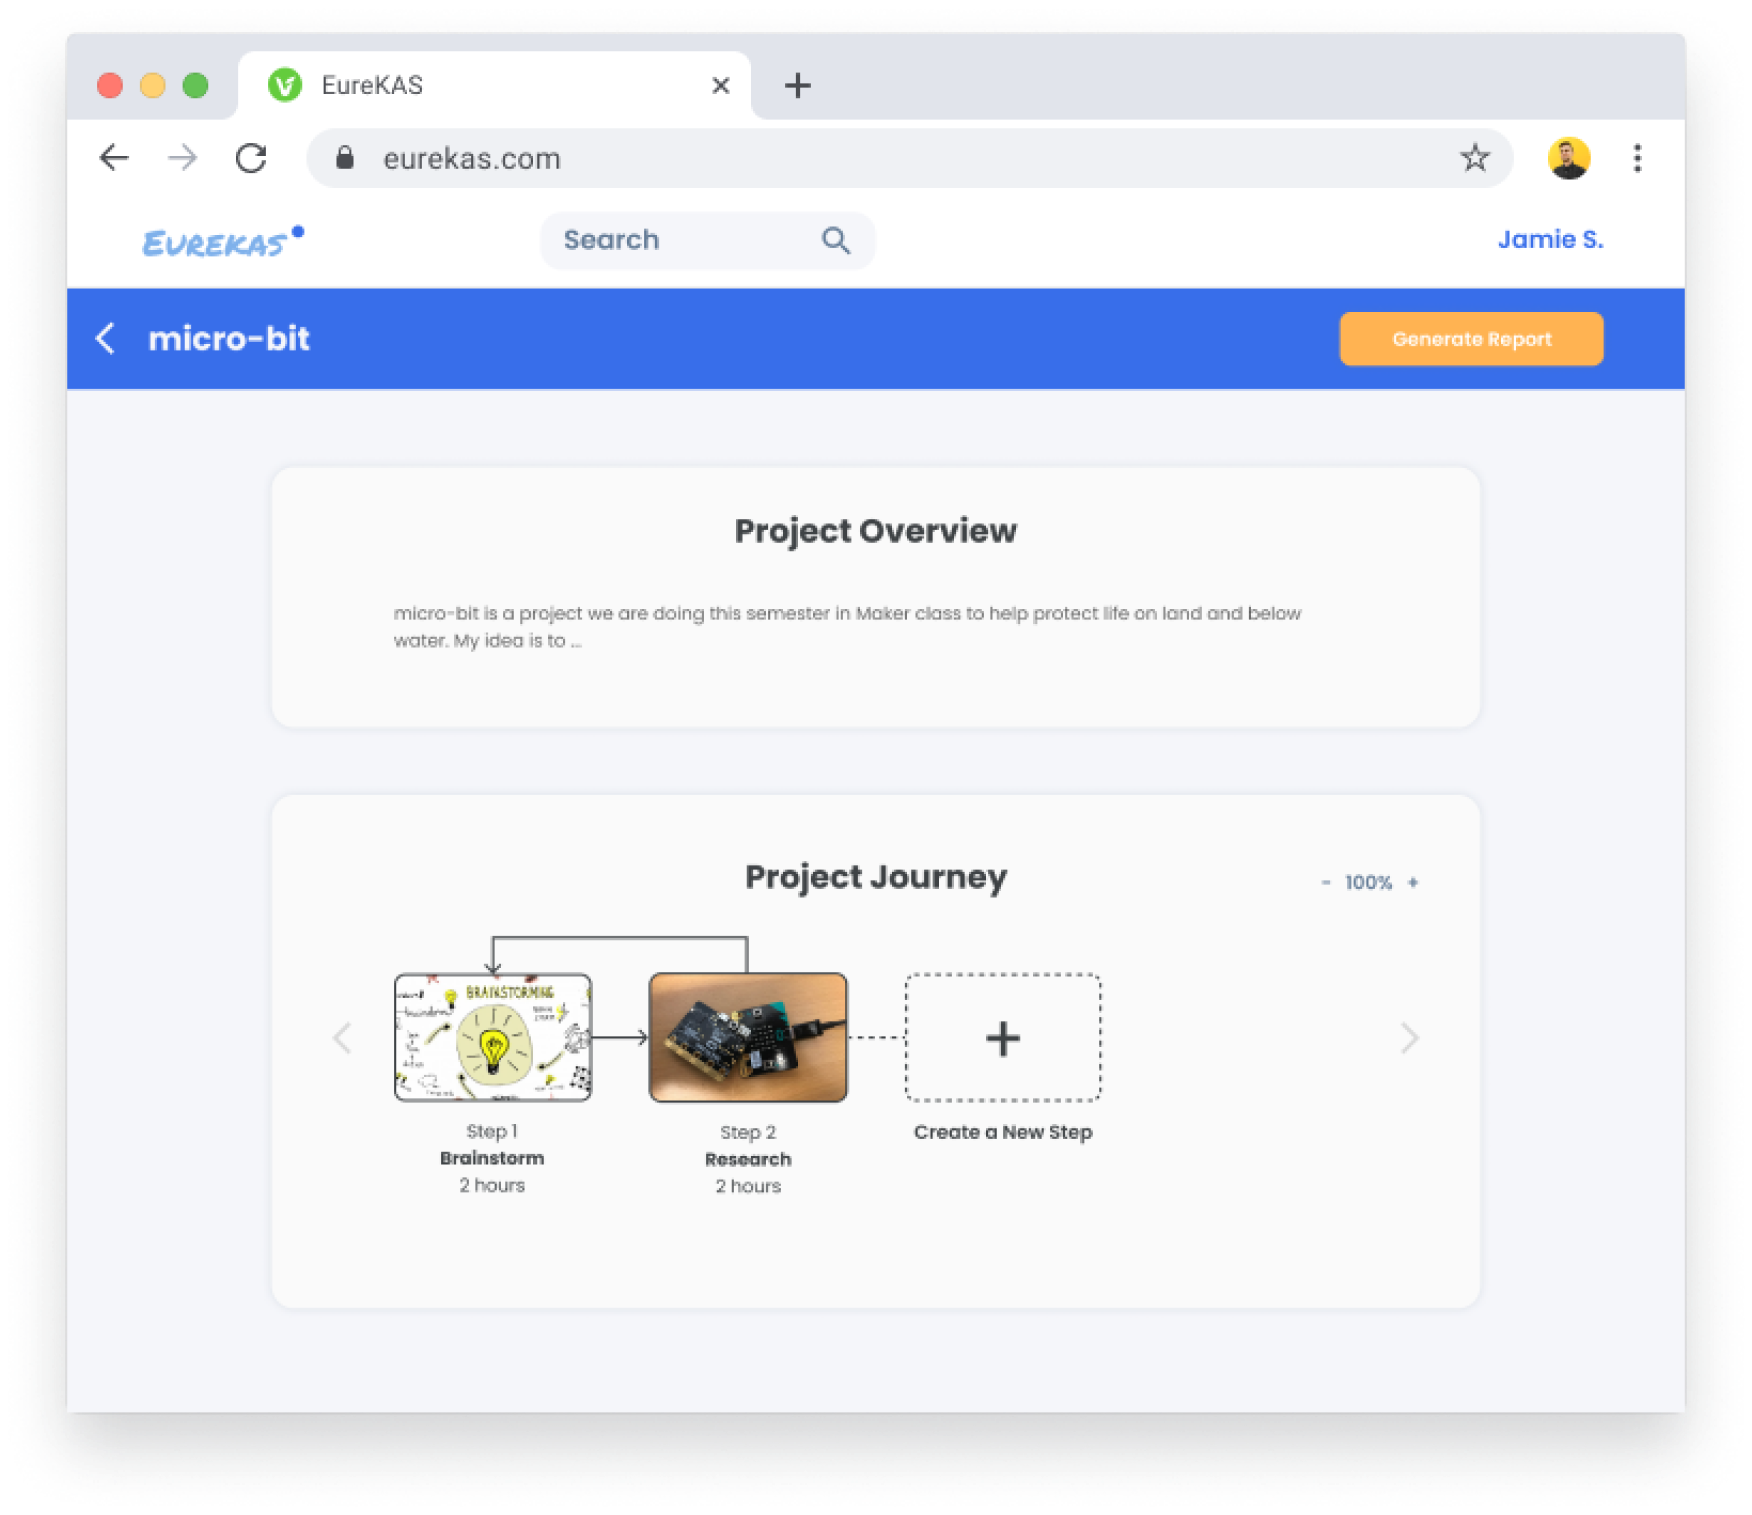 EureKAS
eurekas.com
EUREKAS
Search
Jamie S.
micro-bit
Generate Report
Project Overview
micro-bit is a project we are doing this semester in Maker class to help protect life on land and below
water. My idea is to ...
Project Journey
- 100% +
BRAINSTORMING
Step 1
Brainstorm
2 hours
Step 2
Research
2 hours
Create a New Step